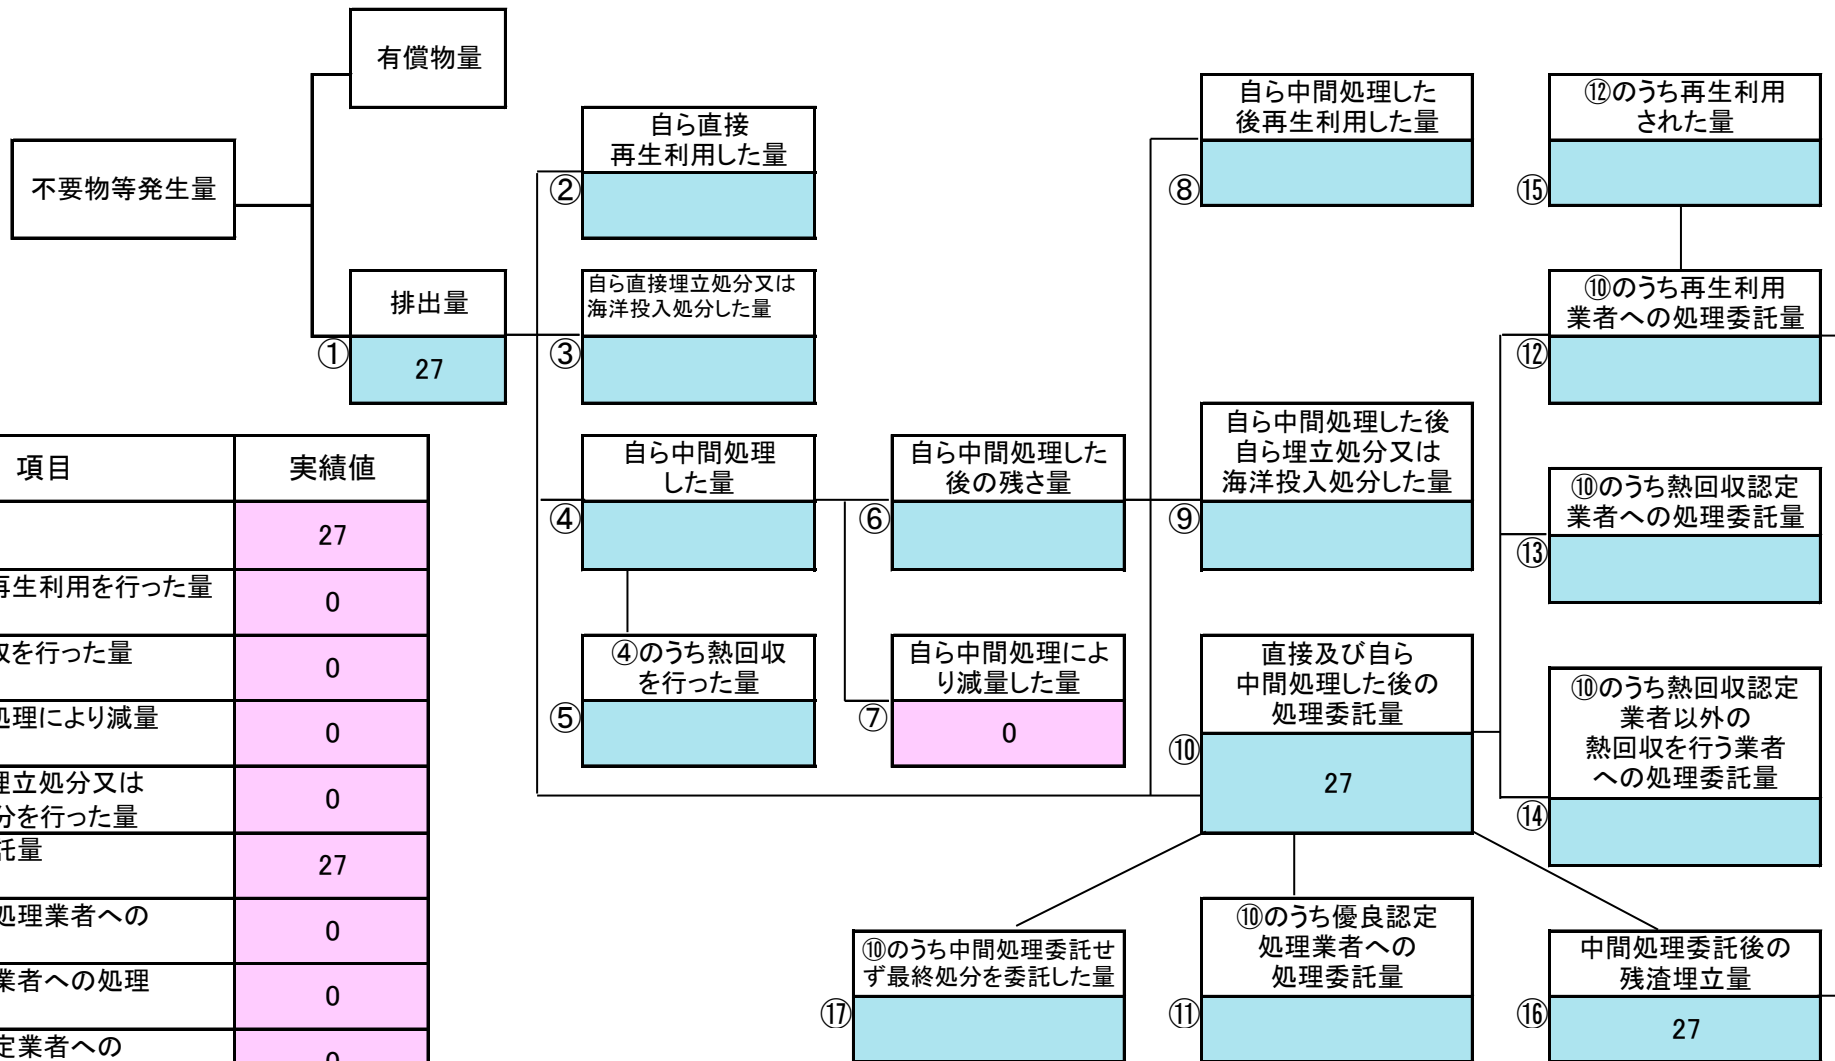 有償物量
不要物等発生量
排出量
①
27
自ら直接
再生利用した量
②
自ら直接埋立処分又は
海洋投入処分した量
③
自ら中間処理
した量
④
④のうち熱回収
を行った量
⑤
自ら中間処理した
後の残さ量
⑥
自ら中間処理によ
り減量した量
⑦
0
自ら中間処理した
後再生利用した量
⑧
自ら中間処理した後
自ら埋立処分又は
海洋投入処分した量
⑨
直接及び自ら
中間処理した後の
処理委託量
⑩
27
⑫のうち再生利用
された量
⑮
⑩のうち再生利用
業者への処理委託量
⑫
⑩のうち熱回収認定
業者への処理委託量
⑬
⑩のうち熱回収認定
業者以外の
熱回収を行う業者
への処理委託量
⑭
⑩のうち中間処理委託せ
ず最終処分を委託した量
⑰
⑩のうち優良認定
処理業者への
処理委託量
⑪
中間処理委託後の
残渣埋立量
⑯
27
項目 実績値
27
再生利用を行った量 0
を行った量 0
処理により減量 0
埋立処分又は
分を行った量 0
託量 27
処理業者への 0
業者への処理 0
定業者への